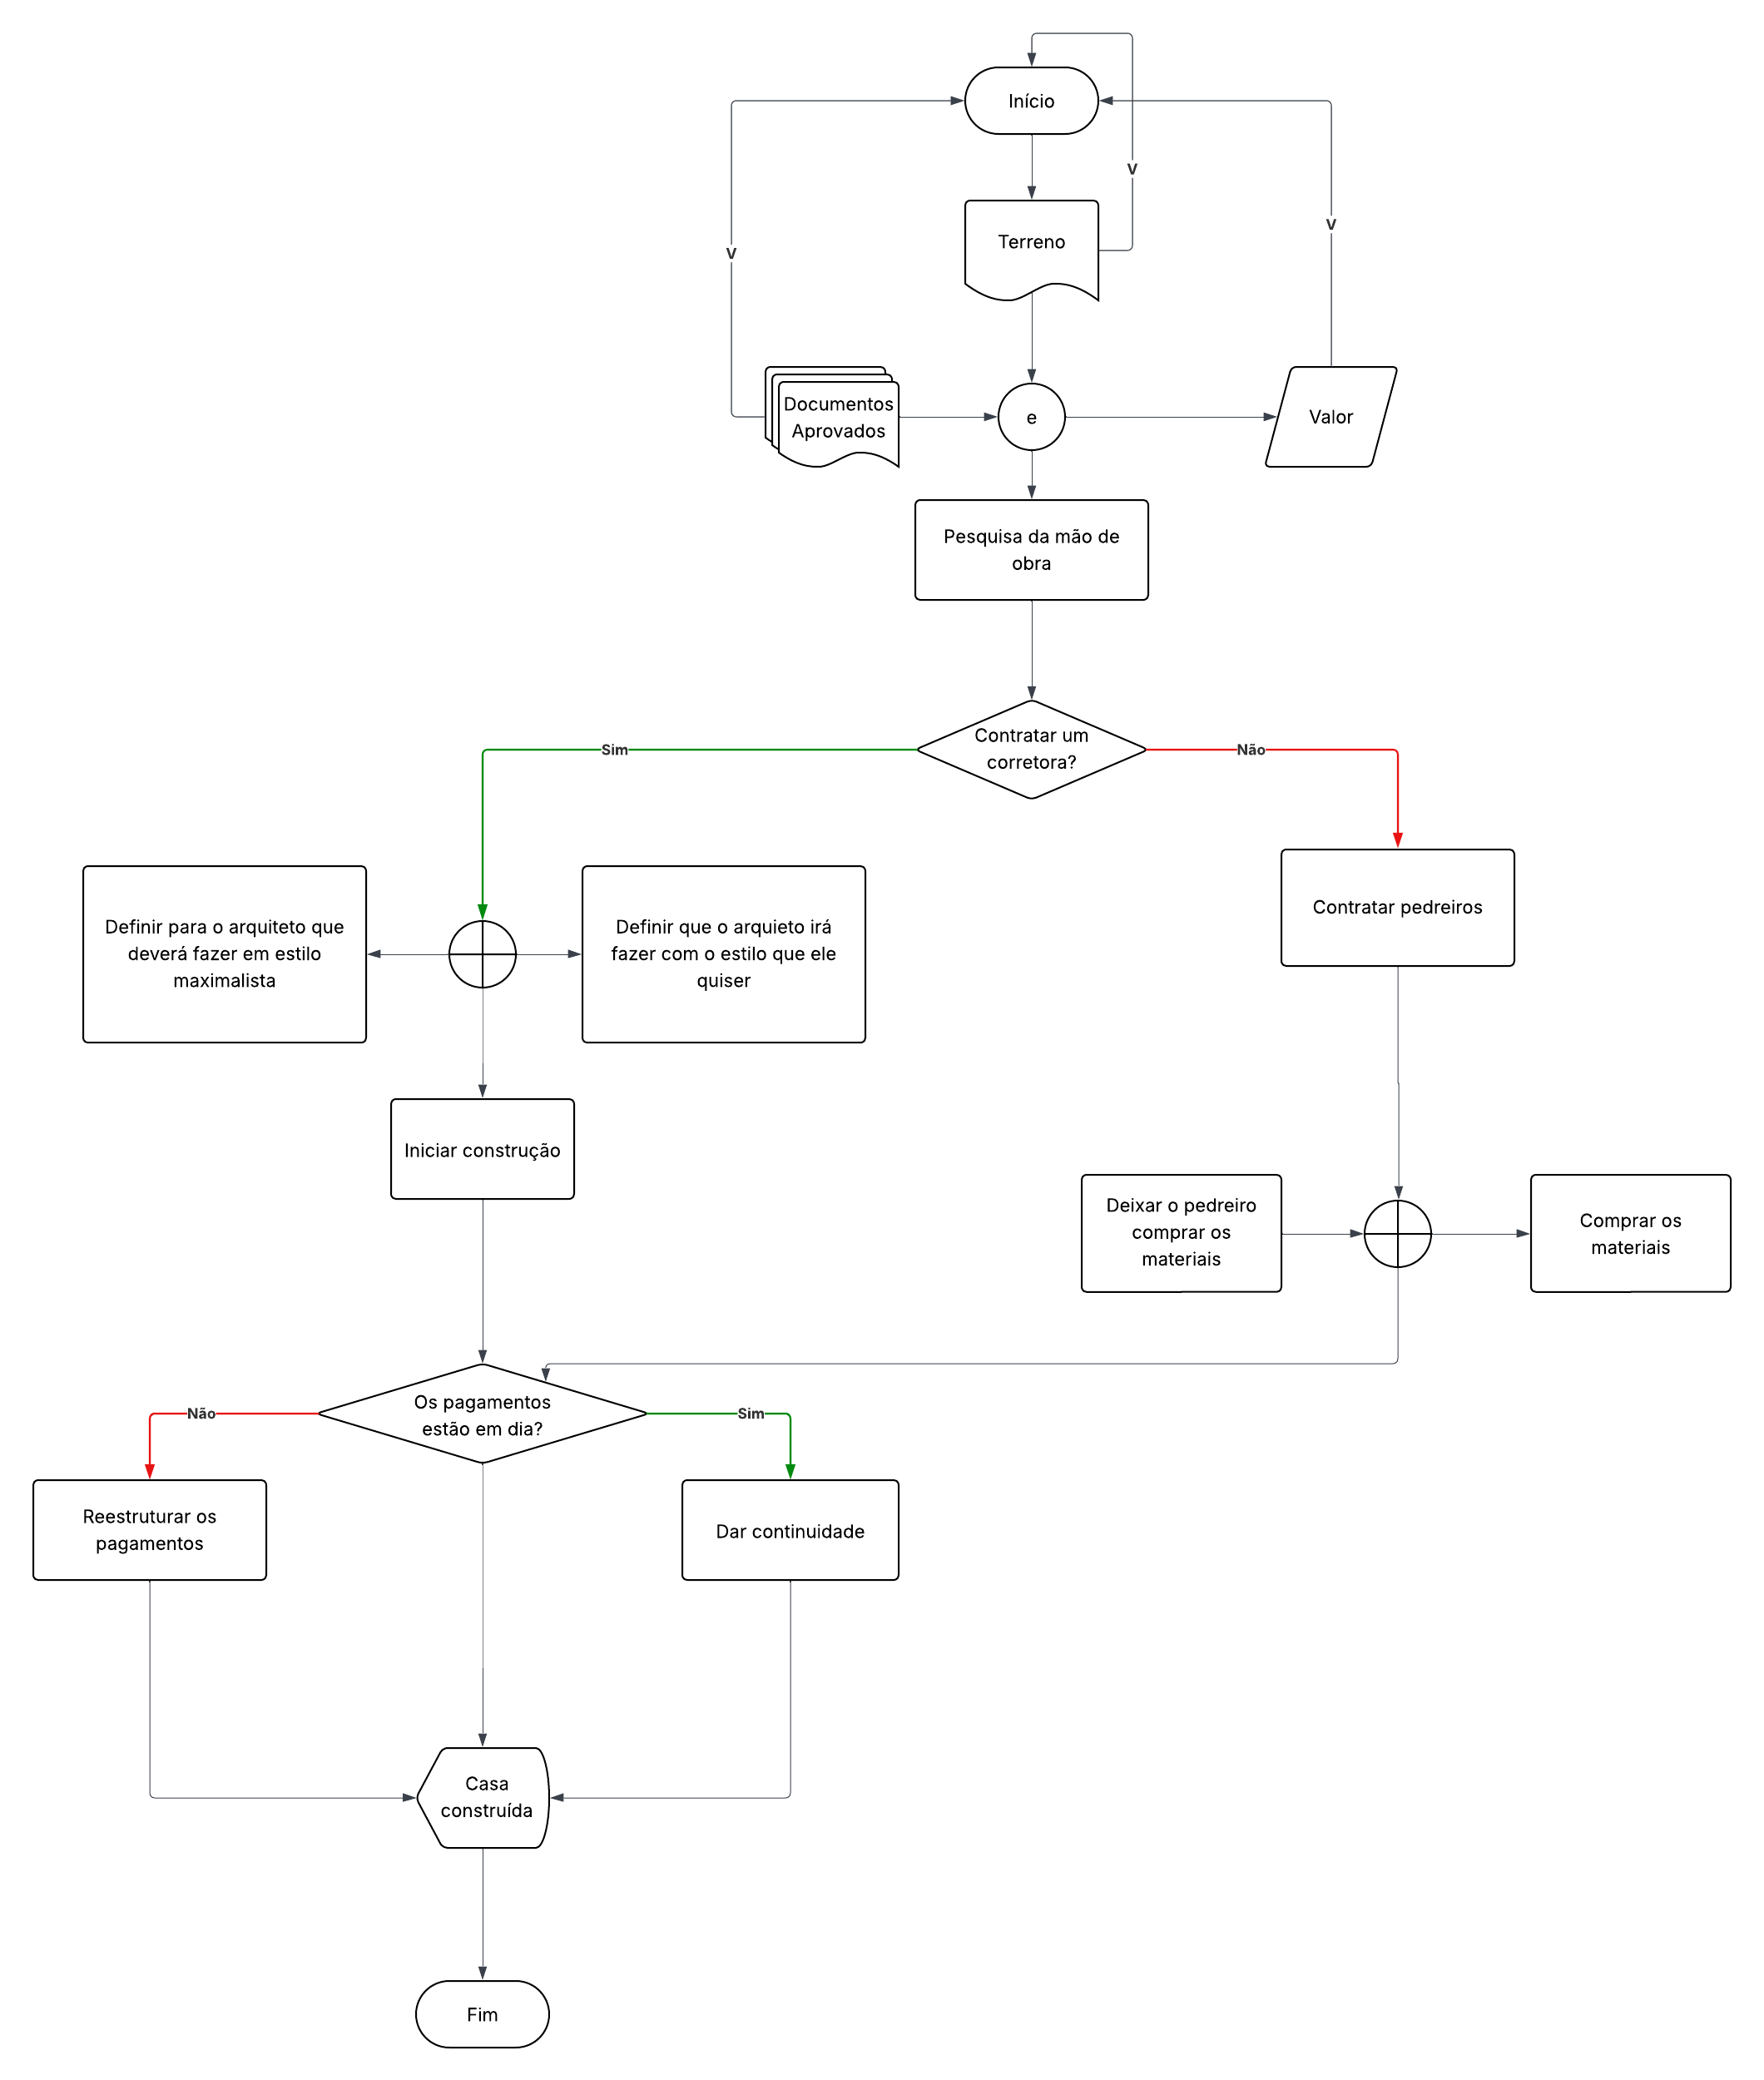 Início
V
V
V
Terreno
Documentos
Aprovados
e
Valor
Pesquisa da mão de
obra
Contratar um
corretora?
Sim
Não
Definir para o arquiteto que
deverá fazer em estilo
maximalista
Definir que o arquieto irá
fazer com o estilo que ele
quiser
Contratar pedreiros
Iniciar construção
Deixar o pedreiro
comprar os
materiais
Comprar os
materiais
Os pagamentos
estão em dia?
Não
Sim
Reestruturar os
pagamentos
Dar continuidade
Casa
construída
Fim